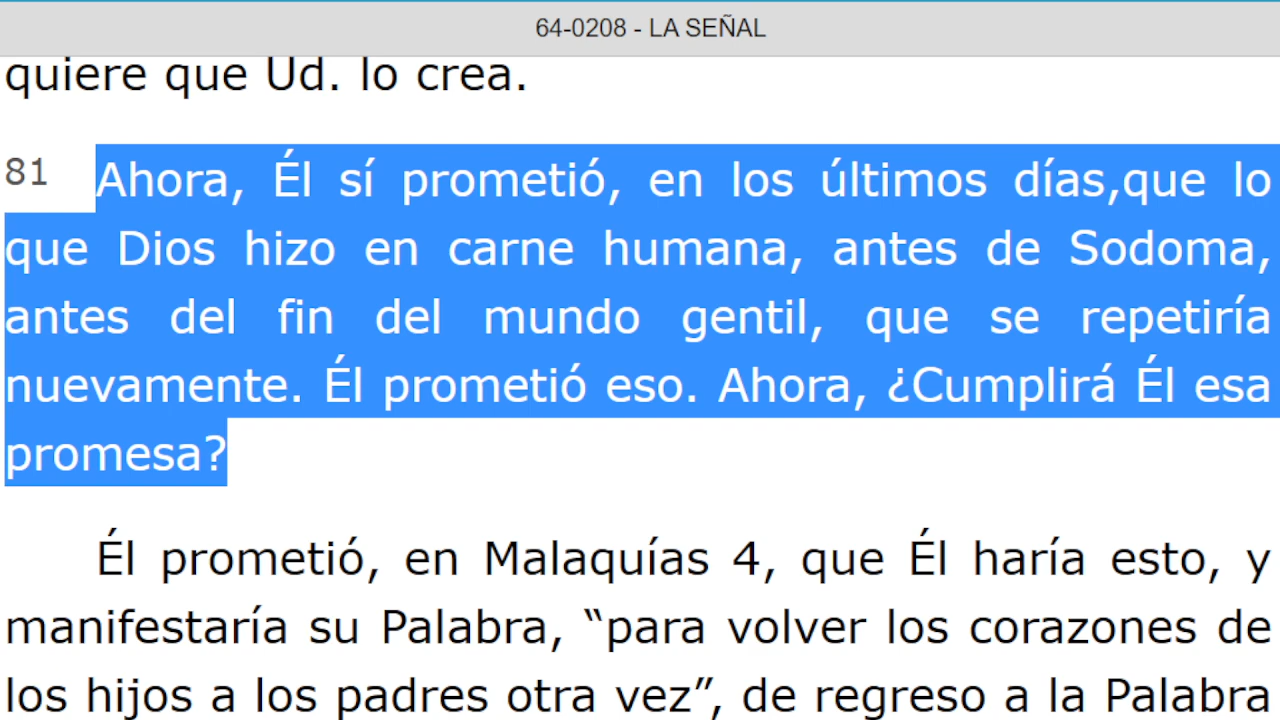 64-0208 - LA SEÑAL
quiere que Ud. lo crea.
81 Ahora, Él sí prometió, en los últimos días,que lo
que Dios hizo en carne humana, antes de Sodoma,
antes del fin del mundo gentil, que se repetiría
nuevamente. Él prometió eso. Ahora, ¿Cumplirá Él esa
promesa?
Él prometió, en Malaquías 4, que Él haría esto, y
manifestaría su Palabra, “para volver los corazones de
los hijos a los padres otra vez”, de regreso a la Palabra